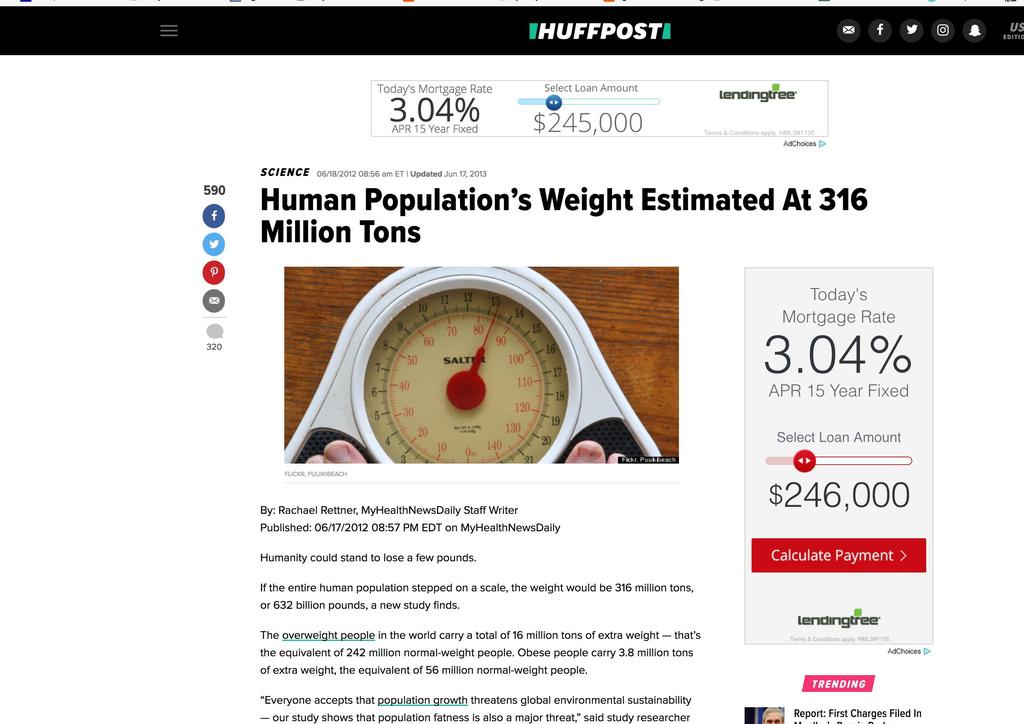 HUFFPOST
US
Today's Mortgage Rate
3.04%
APR 15 Year Fixed
Select Loan Amount
$245,000
lendingtree
Terms & Conditions apply. NMLS#1136
AdChoices
SCIENCE 06/18/2012 08:56 am ET | Updated Jun 17, 2013
Human Population’s Weight Estimated At 316
Million Tons
590
320
SALTER
Flickr, Puuikibeach
FLICKR, PUUIKIBEACH
By: Rachael Rettner, MyHealthNewsDaily Staff Writer
Published: 06/17/2012 08:57 PM EDT on MyHealthNewsDaily
Humanity could stand to lose a few pounds.
If the entire human population stepped on a scale, the weight would be 316 million tons,
or 632 billion pounds, a new study finds.
The overweight people in the world carry a total of 16 million tons of extra weight — that’s
the equivalent of 242 million normal-weight people. Obese people carry 3.8 million tons
of extra weight, the equivalent of 56 million normal-weight people.
“Everyone accepts that population growth threatens global environmental sustainability
— our study shows that population fatness is also a major threat,” said study researcher
Today's
Mortgage Rate
3.04%
APR 15 Year Fixed
Select Loan Amount
$246,000
Calculate Payment
lendingtree
Terms & Conditions apply. NMLS#1136
AdChoices
TRENDING
Report: First Charges Filed In